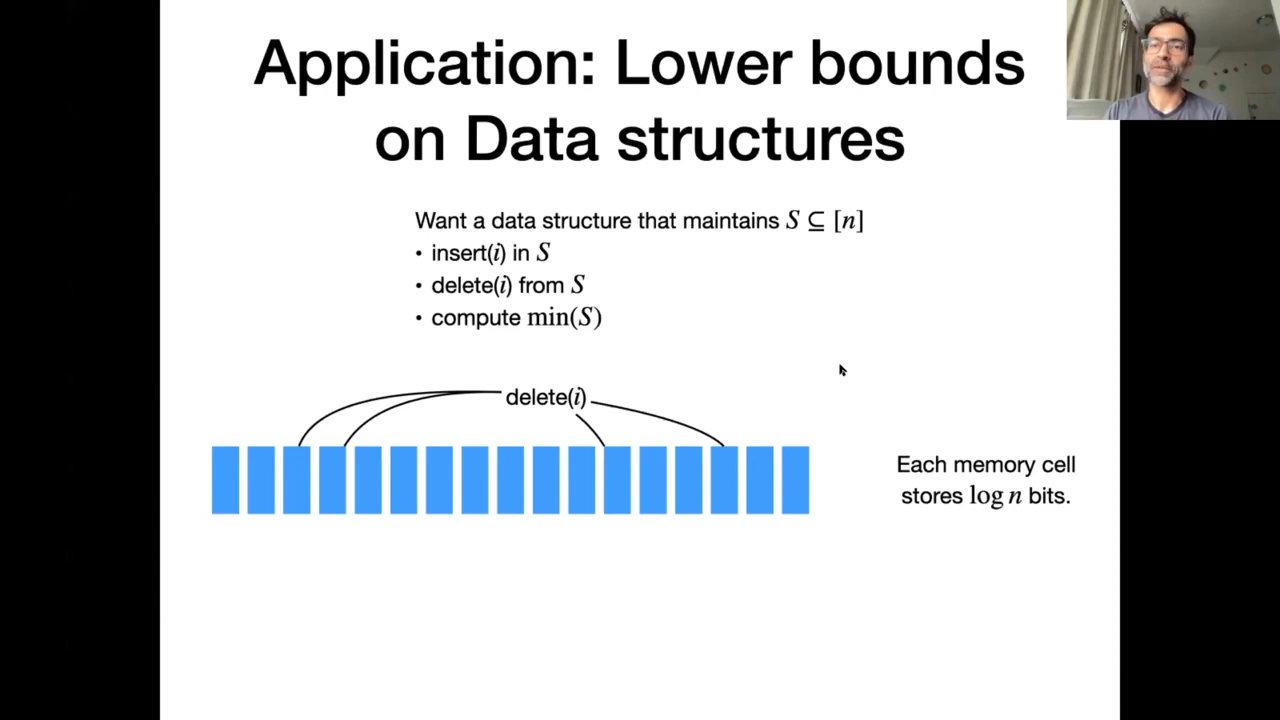 Application: Lower bounds
on Data structures
Want a data structure that maintains S ⊆ [n]
• insert(i) in S
• delete(i) from S
• compute min(S)
delete(i)
Each memory cell
stores log n bits.